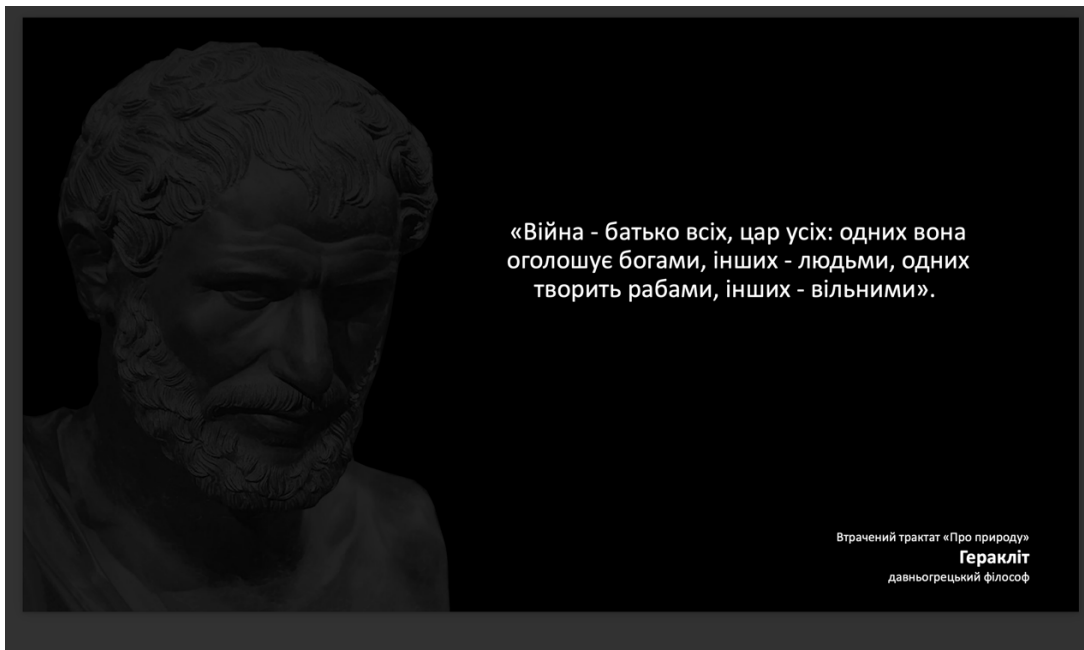 «Війна - батько всіх, цар усіх: одних вона
оголошує богами, інших - людьми, одних
творить рабами, інших - вільними».
Втрачений трактат «Про природу»
Геракліт
давньогрецький філософ